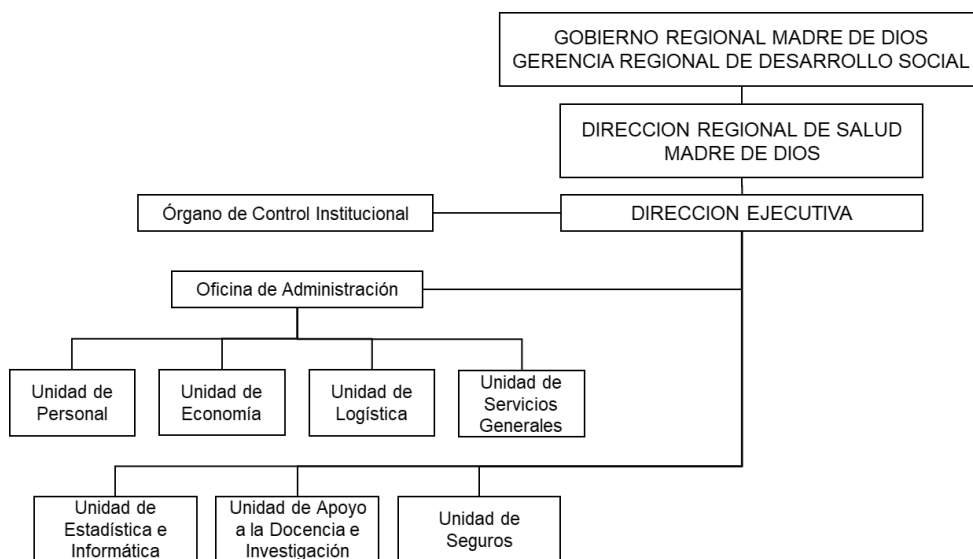 GOBIERNO REGIONAL MADRE DE DIOS
GERENCIA REGIONAL DE DESARROLLO SOCIAL
DIRECCION REGIONAL DE SALUD
MADRE DE DIOS
Órgano de Control Institucional
DIRECCION EJECUTIVA
Oficina de Administración
Unidad de
Personal
Unidad de
Economía
Unidad de
Logística
Unidad de
Servicios
Generales
Unidad de
Estadística e
Informática
Unidad de Apoyo
a la Docencia e
Investigación
Unidad de
Seguros